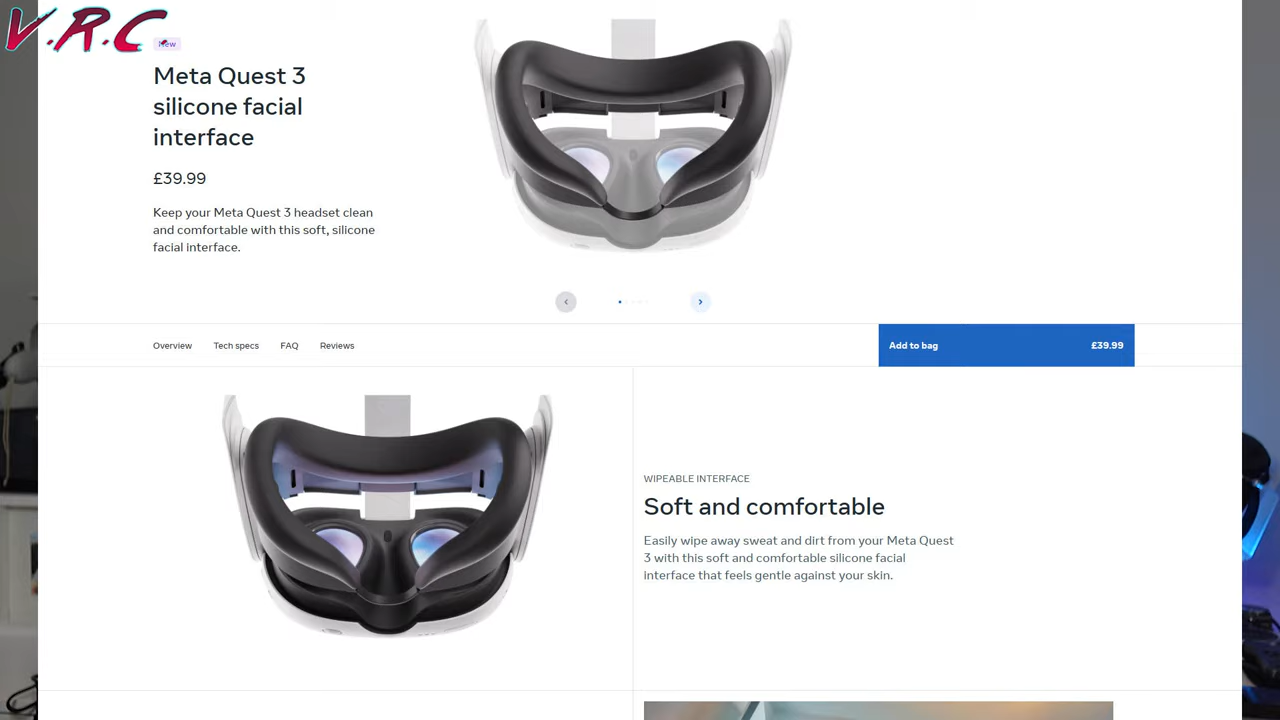 V.R.C
New
Meta Quest 3
silicone facial
interface
£39.99
Keep your Meta Quest 3 headset clean
and comfortable with this soft, silicone
facial interface.
Overview Tech specs FAQ Reviews
Add to bag £39.99
WIPEABLE INTERFACE
Soft and comfortable
Easily wipe away sweat and dirt from your Meta Quest
3 with this soft and comfortable silicone facial
interface that feels gentle against your skin.